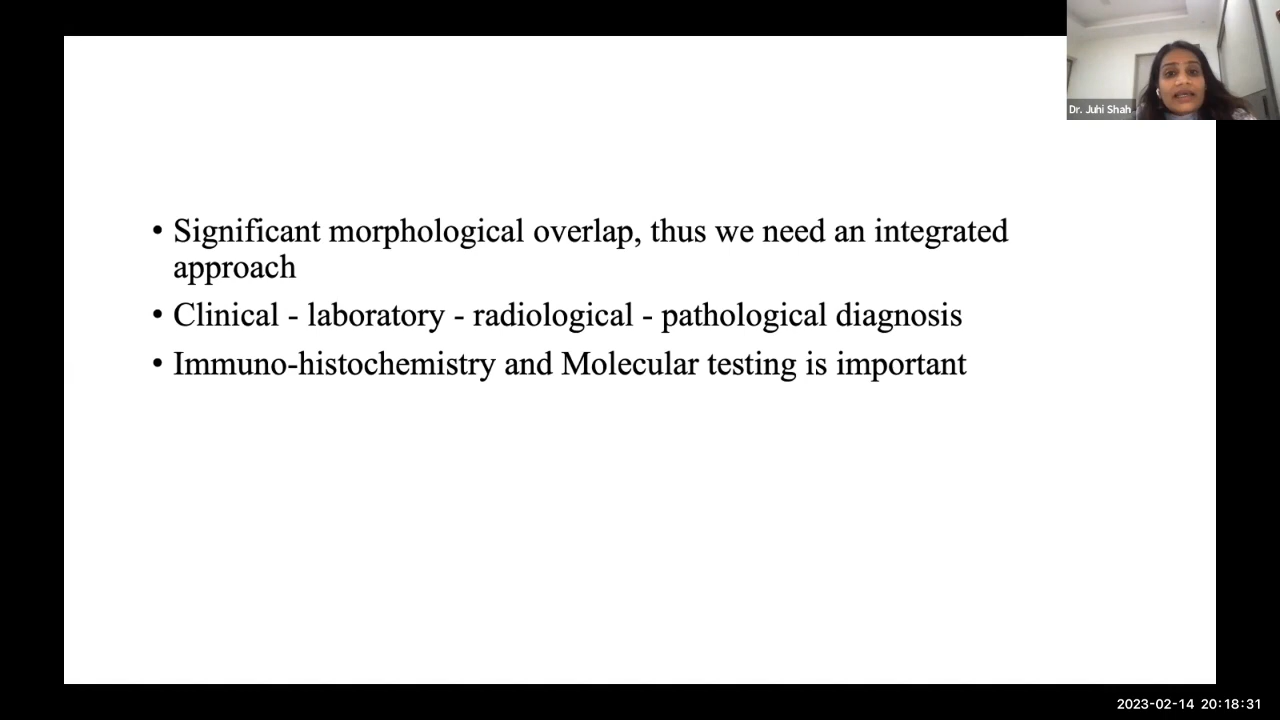 Dr. Juhi Shah
• Significant morphological overlap, thus we need an integrated
approach
• Clinical - laboratory - radiological - pathological diagnosis
• Immuno-histochemistry and Molecular testing is important
2023-02-14 20:18:31